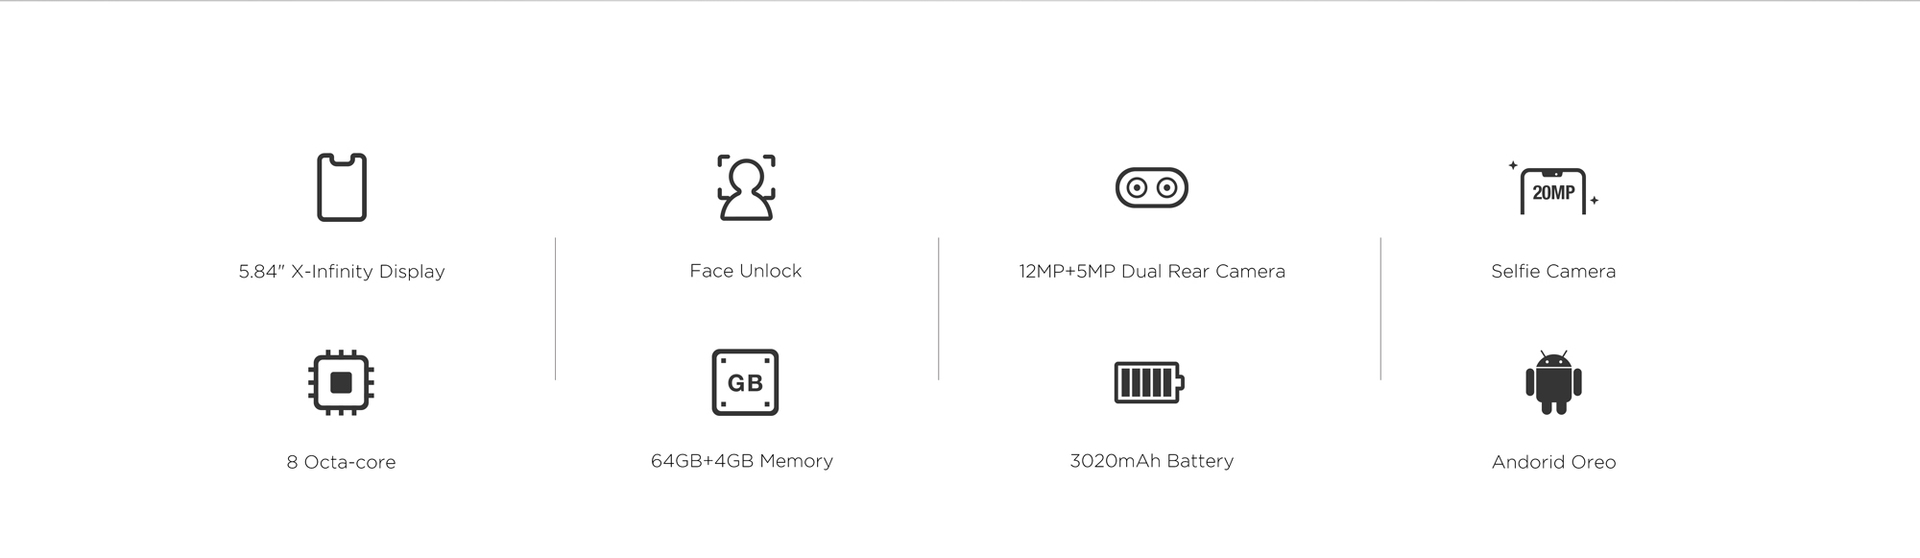 20MP
5.84" X-Infinity Display
Face Unlock
12MP+5MP Dual Rear Camera
Selfie Camera
GB
8 Octa-core
64GB+4GB Memory
3020mAh Battery
Andorid Oreo